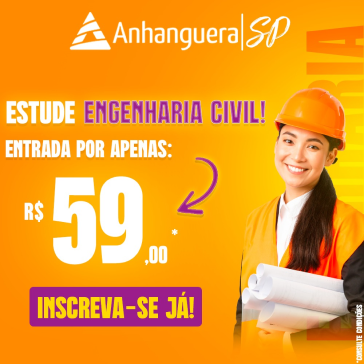 Anhanguera SP
ESTUDE ENGENHARIA CIVIL!
ENTRADA POR APENAS:
R$ 59,00*
INSCREVA-SE JÁ!
*CONSULTE CONDIÇÕES